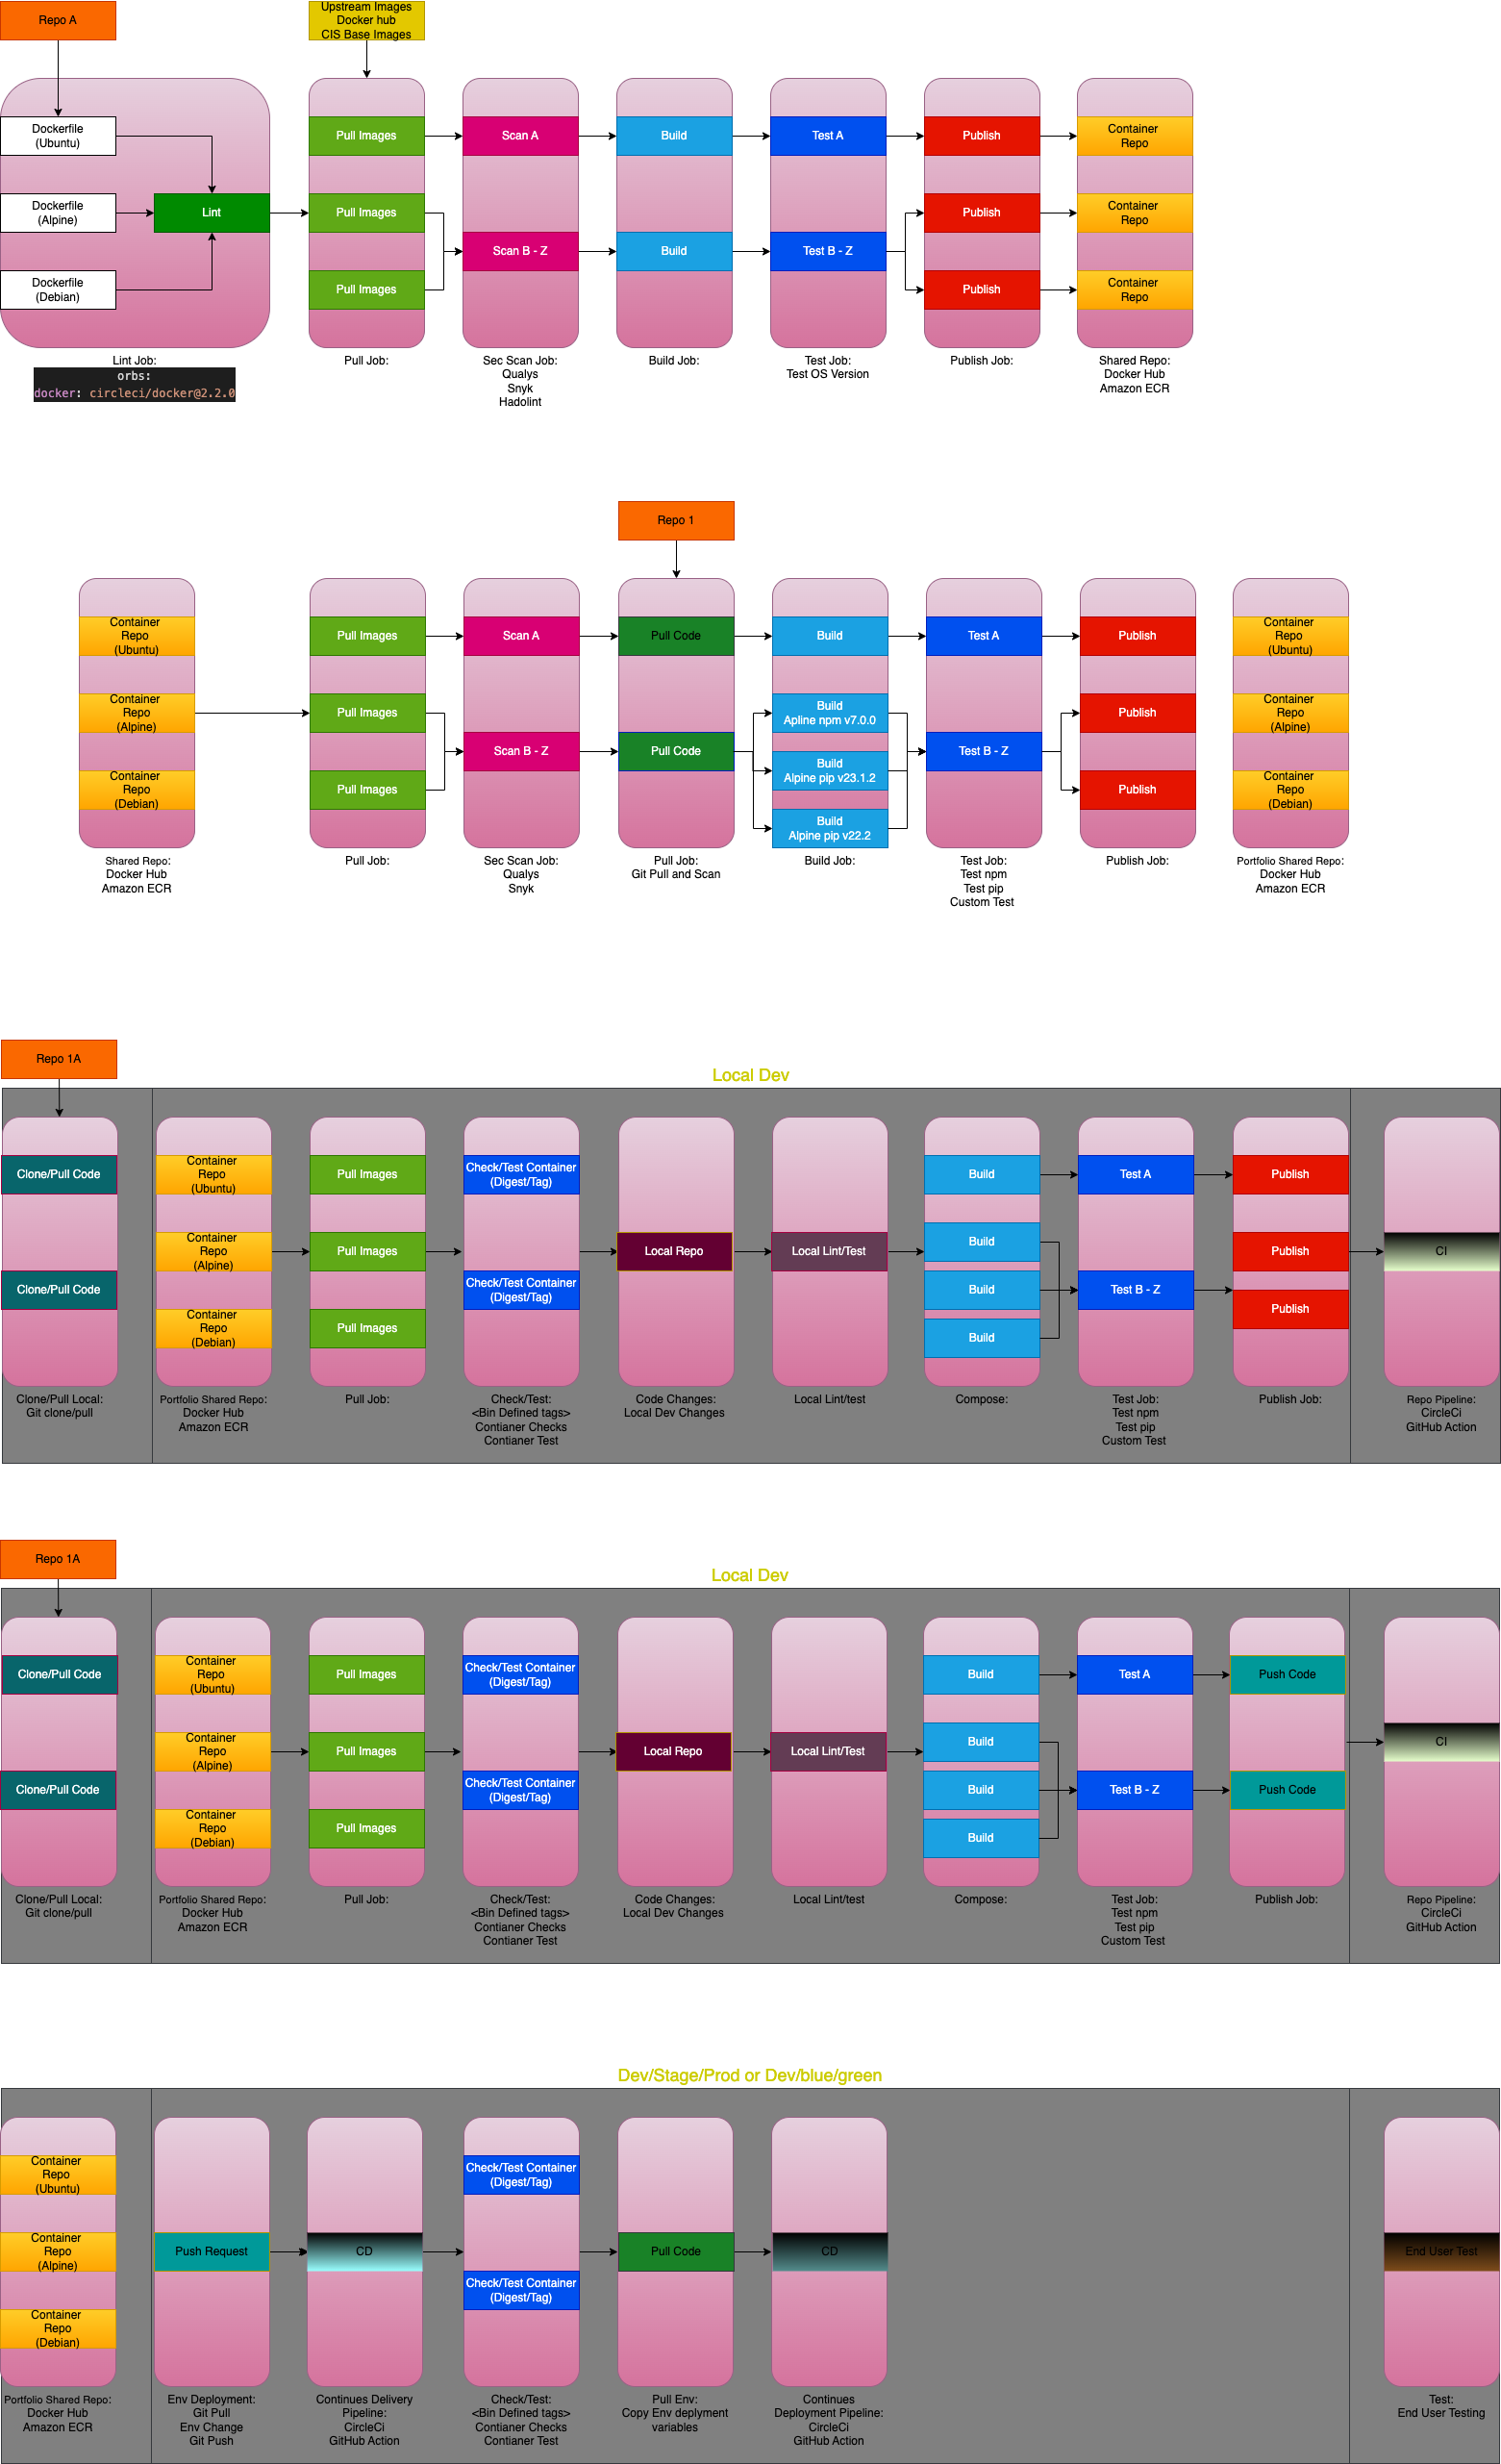 Repo A
Upstream Images
Docker hub
CIS Base Images
Dockerfile
(Ubuntu)
Pull Images
Scan A
Build
Test A
Publish
Container
Repo
Dockerfile
(Alpine)
Lint
Pull Images
Publish
Container
Repo
Scan B - Z
Build
Test B - Z
Dockerfile
(Debian)
Pull Images
Publish
Container
Repo
Lint Job:
orbs:
docker: circleci/docker@2.2.0
Pull Job:
Sec Scan Job:
Qualys
Snyk
Hadolint
Build Job:
Test Job:
Test OS Version
Publish Job:
Shared Repo:
Docker Hub
Amazon ECR
Repo 1
Container
Repo
(Ubuntu)
Pull Images
Scan A
Pull Code
Build
Test A
Publish
Container
Repo
(Ubuntu)
Container
Repo
(Alpine)
Pull Images
Build
Apline npm v7.0.0
Publish
Container
Repo
(Alpine)
Scan B - Z
Pull Code
Build
Alpine pip v23.1.2
Test B - Z
Container
Repo
(Debian)
Pull Images
Build
Alpine pip v22.2
Publish
Container
Repo
(Debian)
Shared Repo:
Docker Hub
Amazon ECR
Pull Job:
Sec Scan Job:
Qualys
Snyk
Pull Job:
Git Pull and Scan
Build Job:
Test Job:
Test npm
Test pip
Custom Test
Publish Job:
Portfolio Shared Repo:
Docker Hub
Amazon ECR
Repo 1A
Local Dev
Clone/Pull Code
Container
Repo
(Ubuntu)
Pull Images
Check/Test Container
(Digest/Tag)
Build
Test A
Publish
Container
Repo
(Alpine)
Pull Images
Local Repo
Local Lint/Test
Build
Publish
CI
Clone/Pull Code
Check/Test Container
(Digest/Tag)
Build
Test B - Z
Publish
Container
Repo
(Debian)
Pull Images
Build
Clone/Pull Local:
Git clone/pull
Portfolio Shared Repo:
Docker Hub
Amazon ECR
Pull Job:
Check/Test:
<Bin Defined tags>
Contianer Checks
Contianer Test
Code Changes:
Local Dev Changes
Local Lint/test
Compose:
Test Job:
Test npm
Test pip
Custom Test
Publish Job:
Repo Pipeline:
CircleCi
GitHub Action
Repo 1A
Local Dev
Clone/Pull Code
Container
Repo
(Ubuntu)
Pull Images
Check/Test Container
(Digest/Tag)
Build
Test A
Push Code
Container
Repo
(Alpine)
Pull Images
Local Repo
Local Lint/Test
Build
CI
Clone/Pull Code
Check/Test Container
(Digest/Tag)
Build
Test B - Z
Push Code
Container
Repo
(Debian)
Pull Images
Build
Clone/Pull Local:
Git clone/pull
Portfolio Shared Repo:
Docker Hub
Amazon ECR
Pull Job:
Check/Test:
<Bin Defined tags>
Contianer Checks
Contianer Test
Code Changes:
Local Dev Changes
Local Lint/test
Compose:
Test Job:
Test npm
Test pip
Custom Test
Publish Job:
Repo Pipeline:
CircleCi
GitHub Action
Dev/Stage/Prod or Dev/blue/green
Container
Repo
(Ubuntu)
Check/Test Container
(Digest/Tag)
Container
Repo
(Alpine)
Push Request
CD
Pull Code
CD
End User Test
Check/Test Container
(Digest/Tag)
Container
Repo
(Debian)
Portfolio Shared Repo:
Docker Hub
Amazon ECR
Env Deployment:
Git Pull
Env Change
Git Push
Continues Delivery
Pipeline:
CircleCi
GitHub Action
Check/Test:
<Bin Defined tags>
Contianer Checks
Contianer Test
Pull Env:
Copy Env deplyment
variables
Continues
Deployment Pipeline:
CircleCi
GitHub Action
Test:
End User Testing